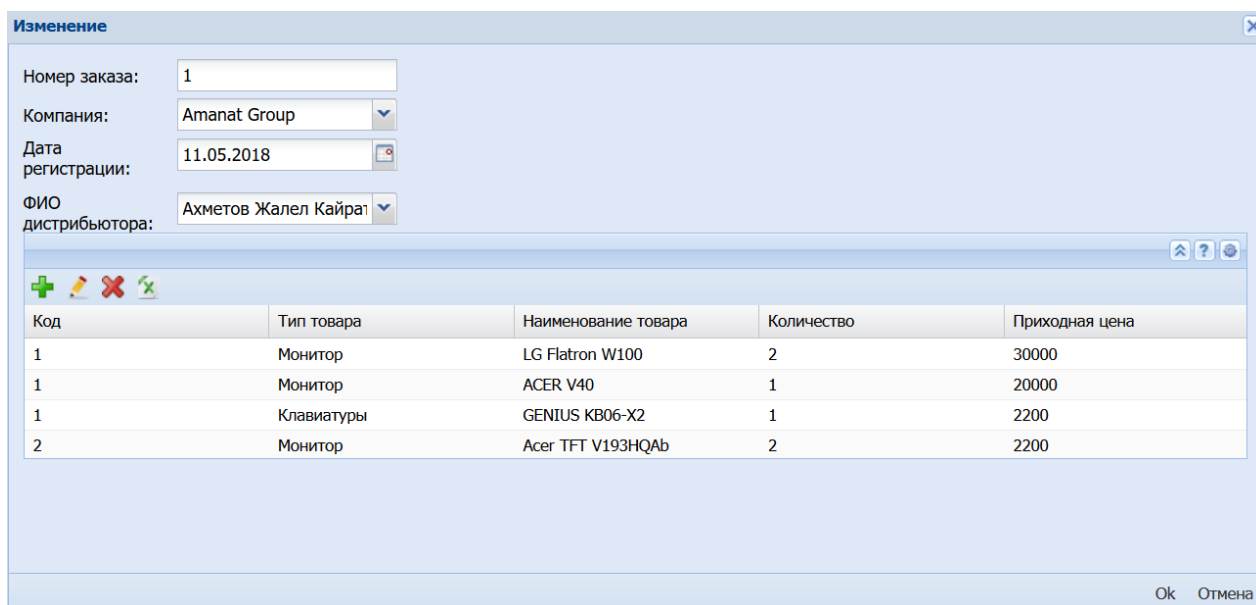 Изменение
Номер заказа: 1
Компания: Amanat Group
Дата
регистрации: 11.05.2018
ФИО
дистрибьютора: Ахметов Жалел Кайрат
?
Код Тип товара Наименование товара Количество Приходная цена
1 Монитор LG Flatron W100 2 30000
1 Монитор ACER V40 1 20000
1 Клавиатуры GENIUS KB06-X2 1 2200
2 Монитор Acer TFT V193HQAb 2 2200
Ok Отмена